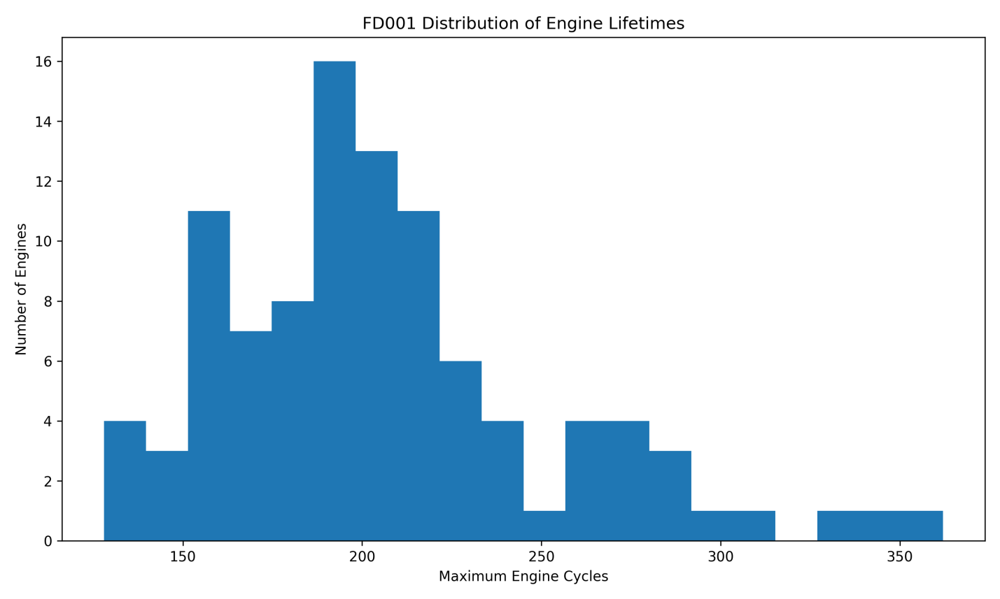 FD001 Distribution of Engine Lifetimes
16
14
12
10
8
6
4
2
0
Number of Engines
150 200 250 300 350
Maximum Engine Cycles